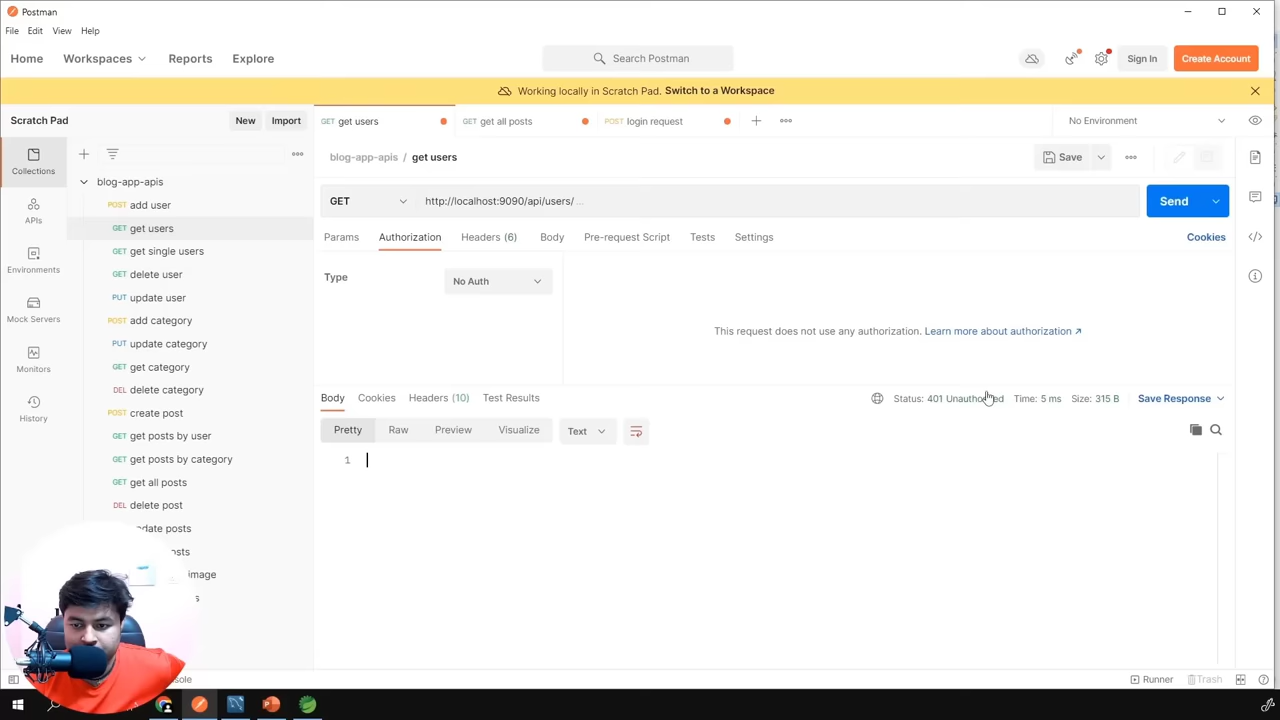 Postman
File Edit View Help
Home Workspaces Reports Explore Search Postman Sign In Create Account
Working locally in Scratch Pad. Switch to a Workspace
Scratch Pad New Import
GET get users GET get all posts POST login request No Environment
blog-app-apis / get users Save
Collections
APIs
Environments
Mock Servers
Monitors
History
blog-app-apis
POST add user
GET get users
GET get single users
GET delete user
PUT update user
POST add category
PUT update category
GET get category
DEL delete category
POST create post
GET get posts by user
GET get posts by category
GET get all posts
DEL delete post
posts
image
GET http://localhost:9090/api/users/ ... Send
Params Authorization Headers (6) Body Pre-request Script Tests Settings Cookies
Type No Auth
This request does not use any authorization. Learn more about authorization ↗
Body Cookies Headers (10) Test Results Status: 401 Time: 5 ms Size: 315 B Save Response
Pretty Raw Preview Visualize Text
1
Runner Trash